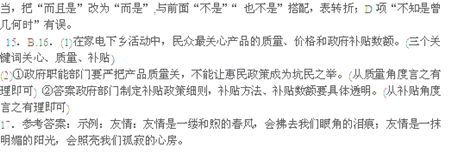 当，把“而且是”改为“而是”，与前面“不是”“ 也不是”搭配，表转折；D 项“不知是曾
几何时”有误。
15．B.16.（1)在家电下乡活动中，民众最关心产品的质量、价格和政府补贴数额。(三个关
键词关心、质量、补贴)
(2)①政府职能部门要严把产品质量关，不能让惠民政策成为坑民之举。(从质量角度言之有
理即可) ②答案政府部门制定补贴政策细则，补贴方法、补贴数额要具体透明。(从补贴角度
言之有理即可)
17．参考答案：示例：友情：友情是一缕和煦的春风，会拂去我们眼角的泪痕；友情是一抹
明媚的阳光，会照亮我们孤寂的心房。